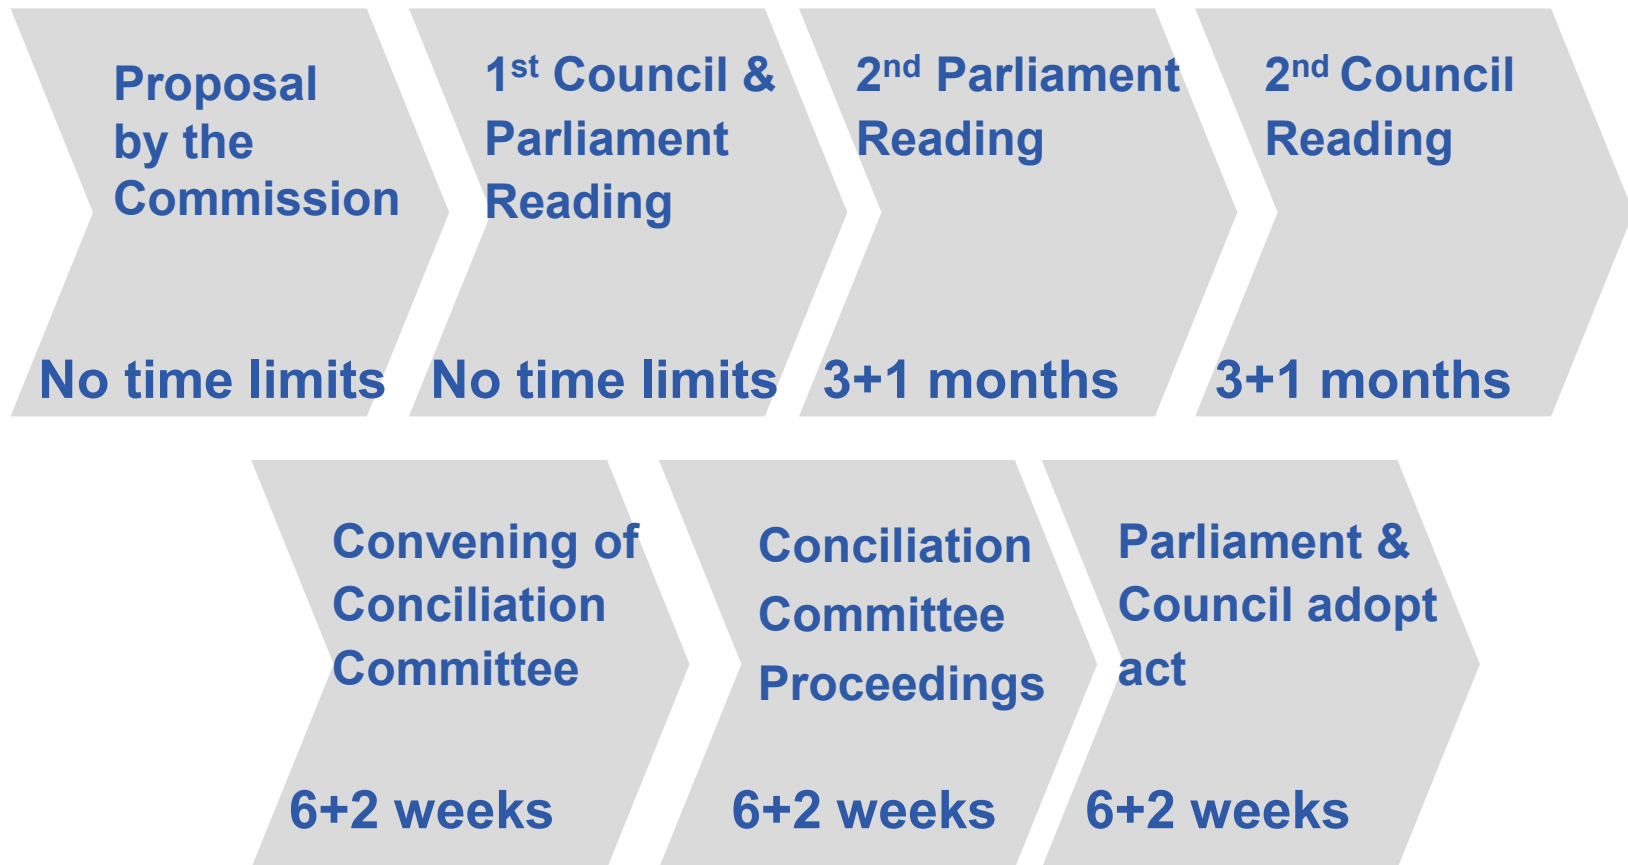 Proposal
by the
Commission
No time limits
1st Council &
Parliament
Reading
No time limits
2nd Parliament
Reading
3+1 months
2nd Council
Reading
3+1 months
Convening of
Conciliation
Committee
6+2 weeks
Conciliation
Committee
Proceedings
6+2 weeks
Parliament &
Council adopt
act
6+2 weeks